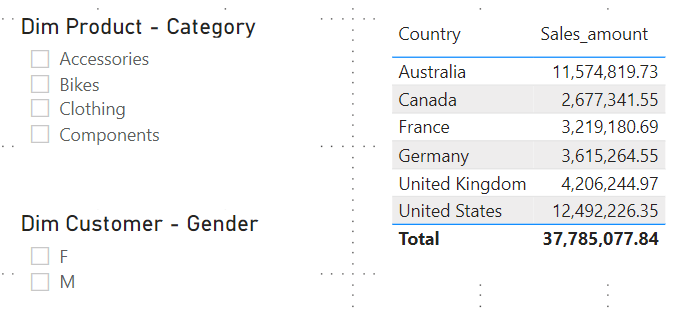 Dim Product - Category
Accessories
Bikes
Clothing
Components
Dim Customer - Gender
F
M
Country Sales_amount
Australia 11,574,819.73
Canada 2,677,341.55
France 3,219,180.69
Germany 3,615,264.55
United Kingdom 4,206,244.97
United States 12,492,226.35
Total 37,785,077.84